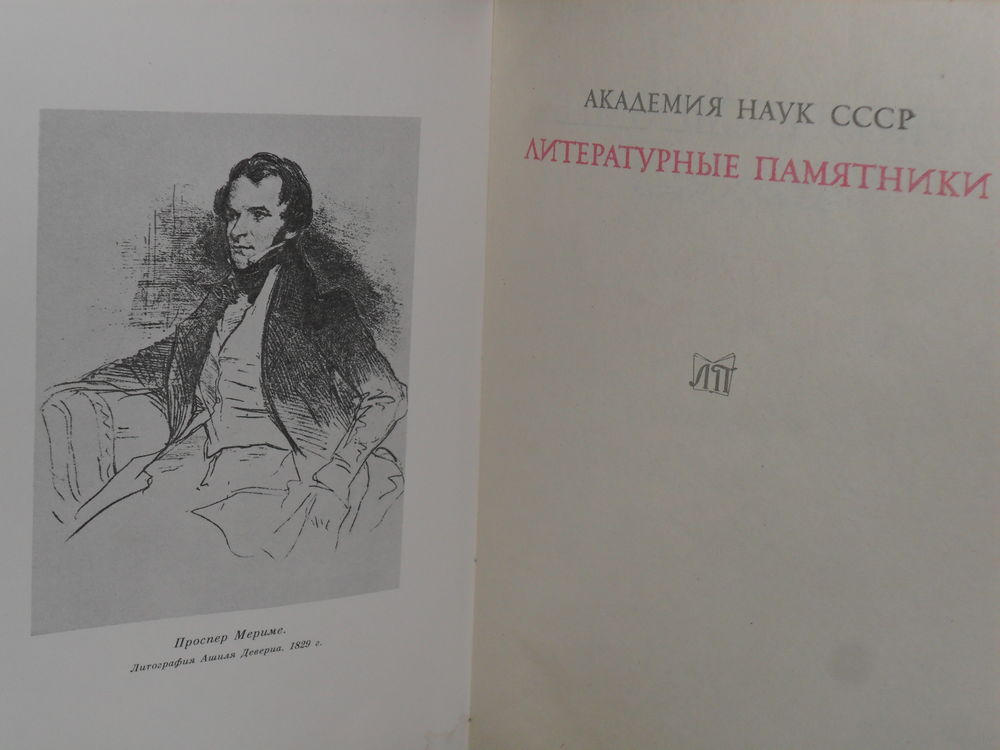 Проспер Мериме.
Литография Ашиля Девериа. 1829 г.
АКАДЕМИЯ НАУК СССР
ЛИТЕРАТУРНЫЕ ПАМЯТНИКИ
ЛП